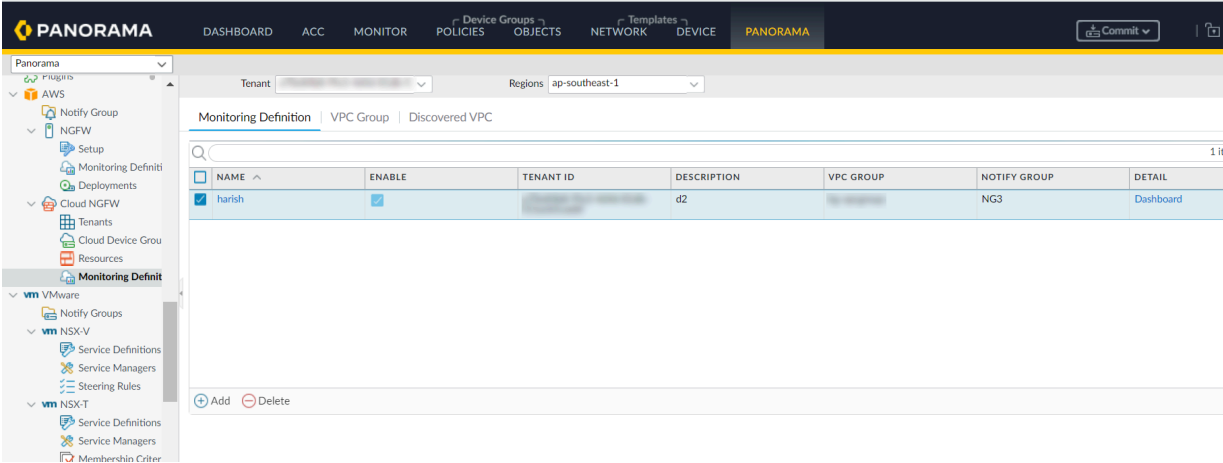 PANORAMA
Device Groups
Templates
DASHBOARD ACC MONITOR POLICIES OBJECTS NETWORK DEVICE PANORAMA
Commit
Panorama
Plugins
AWS
Notify Group
NGFW
Setup
Monitoring Definiti
Deployments
Cloud NGFW
Tenants
Cloud Device Grou
Resources
Monitoring Definit
VMware
Notify Groups
NSX-V
Service Definitions
Service Managers
Steering Rules
NSX-T
Service Definitions
Service Managers
Membership Criter
Tenant
Regions ap-southeast-1
Monitoring Definition VPC Group Discovered VPC
1 it
NAME ENABLE TENANT ID DESCRIPTION VPC GROUP NOTIFY GROUP DETAIL
harish d2 NG3 Dashboard
Add Delete